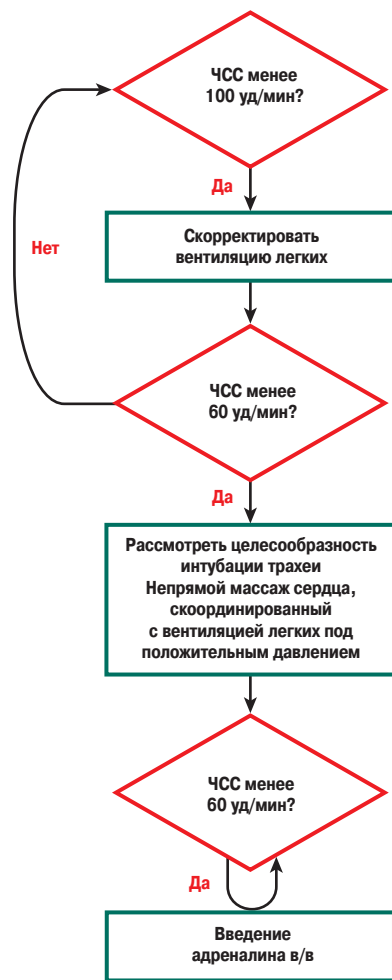 ЧСС менее
100 уд/мин?
Да
Скорректировать
вентиляцию легких
Нет
ЧСС менее
60 уд/мин?
Да
Рассмотреть целесообразность
интубации трахеи
Непрямой массаж сердца,
скоординированный
с вентиляцией легких под
положительным давлением
ЧСС менее
60 уд/мин?
Да
Введение
адреналина в/в